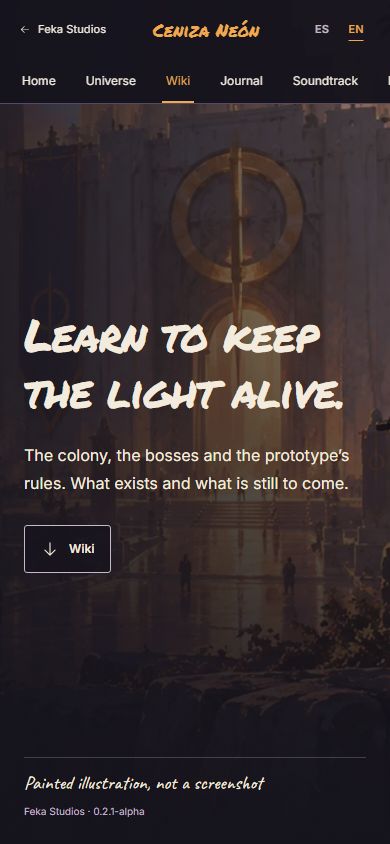 ← Feka Studios
Ceniza Neón
ES
EN
Home
Universe
Wiki
Journal
Soundtrack
Learn to keep
the light alive.
The colony, the bosses and the prototype’s
rules. What exists and what is still to come.
↓ Wiki
Painted illustration, not a screenshot
Feka Studios · 0.2.1-alpha